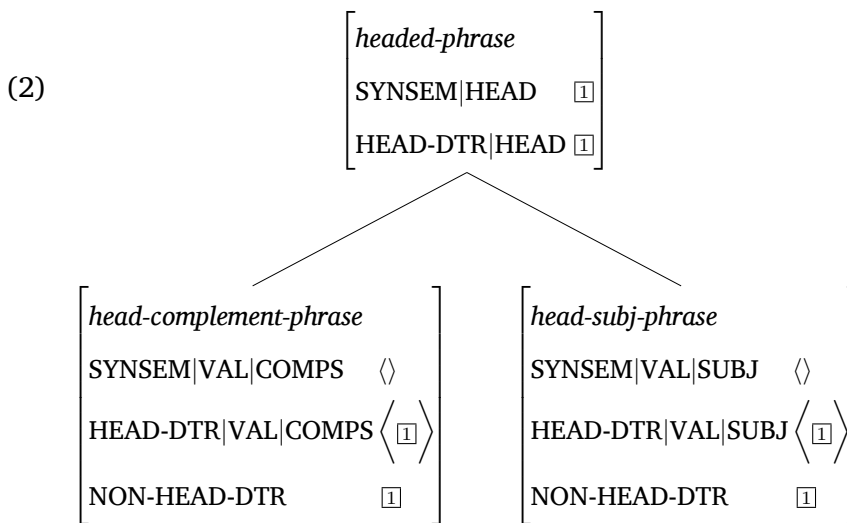 (2)
headed-phrase
SYNSEM|HEAD 1
HEAD-DTR|HEAD 1
head-complement-phrase
SYNSEM|VAL|COMPS ⟨⟩
HEAD-DTR|VAL|COMPS ⟨ 1 ⟩
NON-HEAD-DTR 1
head-subj-phrase
SYNSEM|VAL|SUBJ ⟨⟩
HEAD-DTR|VAL|SUBJ ⟨ 1 ⟩
NON-HEAD-DTR 1